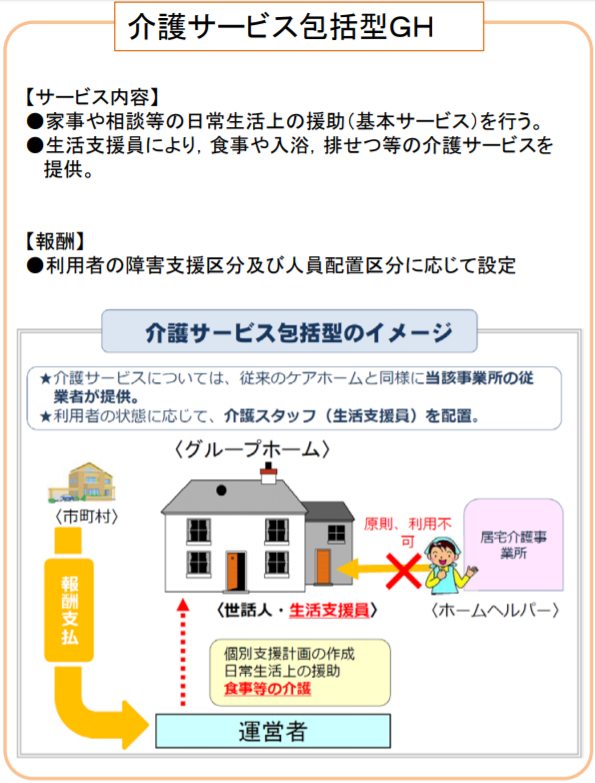 介護サービス包括型GH
【サービス内容】
●家事や相談等の日常生活上の援助（基本サービス）を行う。
●生活支援員により，食事や入浴，排せつ等の介護サービスを
提供。
【報酬】
●利用者の障害支援区分及び人員配置区分に応じて設定
介護サービス包括型のイメージ
★介護サービスについては、従来のケアホームと同様に当該事業所の従
業者が提供。
★利用者の状態に応じて、介護スタッフ（生活支援員）を配置。
〈グループホーム〉
〈市町村〉
原則、利用不
可
居宅介護事
業所
報酬支払
〈世話人・生活支援員〉
〈ホームヘルパー〉
個別支援計画の作成
日常生活上の援助
食事等の介護
運営者